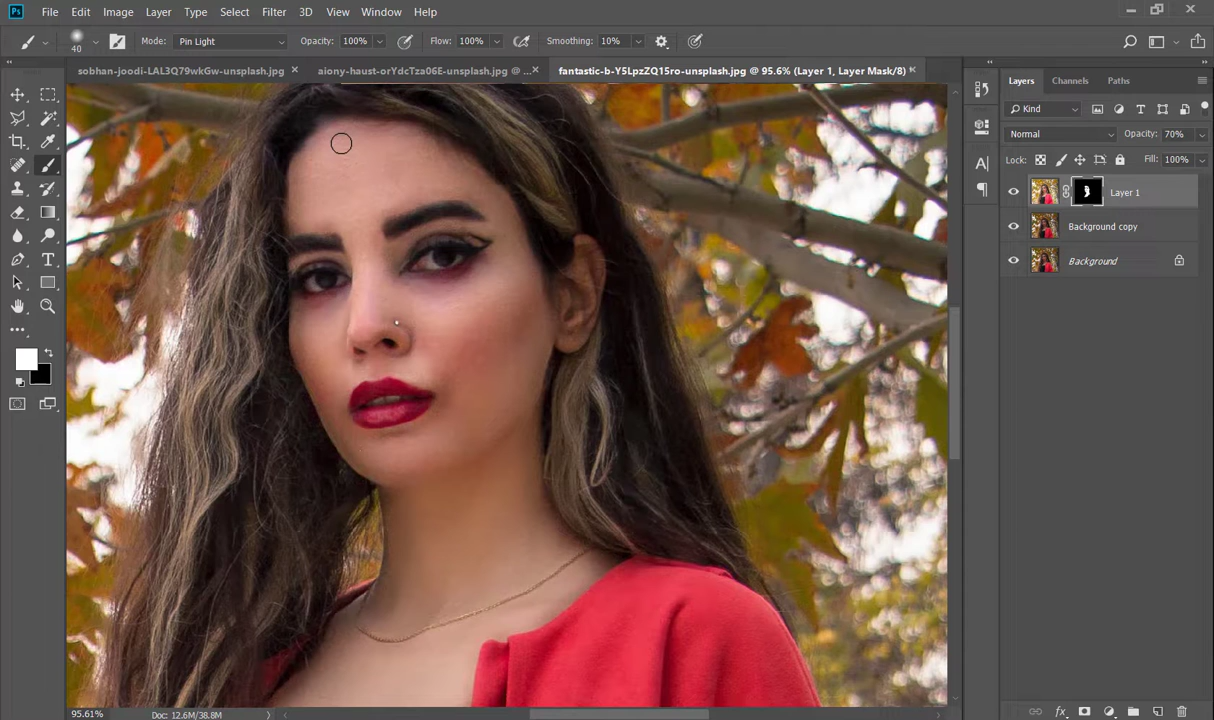 Ps File Edit Image Layer Type Select Filter 3D View Window Help
40 Mode: Pin Light Opacity: 100% Flow: 100% Smoothing: 10%
sobhan-joodi-LAL3Q79wkGw-unsplash.jpg × aiony-haust-orYdcTza06E-unsplash.jpg @ ... × fantastic-b-Y5LpzZQ15ro-unsplash.jpg @ 95.6% (Layer 1, Layer Mask/8) *
Layers Channels Paths
Kind
Normal Opacity: 70%
Lock: Fill: 100%
Layer 1
Background copy
Background
95.61% Doc: 12.6M/38.8M